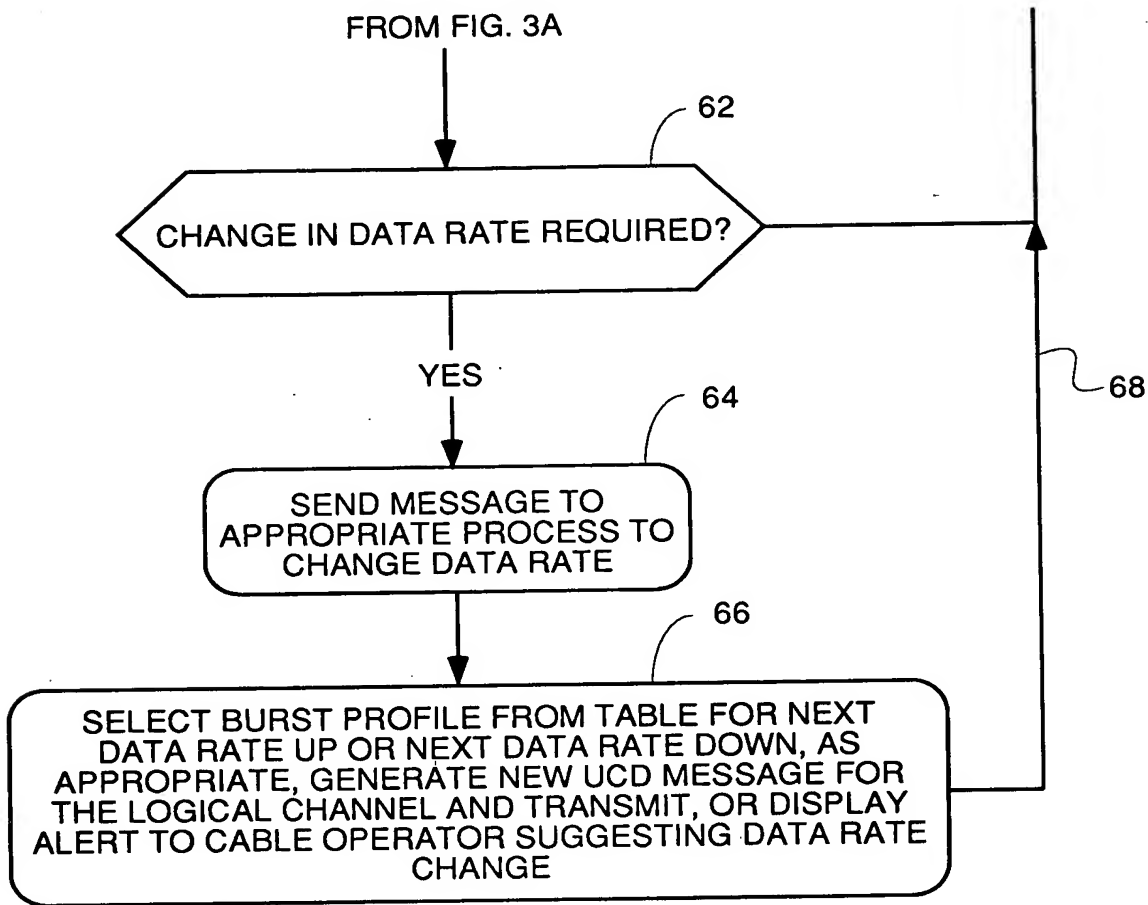 FROM FIG. 3A
62
CHANGE IN DATA RATE REQUIRED?
YES
68
64
SEND MESSAGE TO
APPROPRIATE PROCESS TO
CHANGE DATA RATE
66
SELECT BURST PROFILE FROM TABLE FOR NEXT
DATA RATE UP OR NEXT DATA RATE DOWN, AS
APPROPRIATE, GENERATE NEW UCD MESSAGE FOR
THE LOGICAL CHANNEL AND TRANSMIT, OR DISPLAY
ALERT TO CABLE OPERATOR SUGGESTING DATA RATE
CHANGE